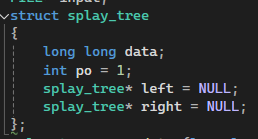 struct splay_tree
{
long long data;
int po = 1;
splay_tree* left = NULL;
splay_tree* right = NULL;
};